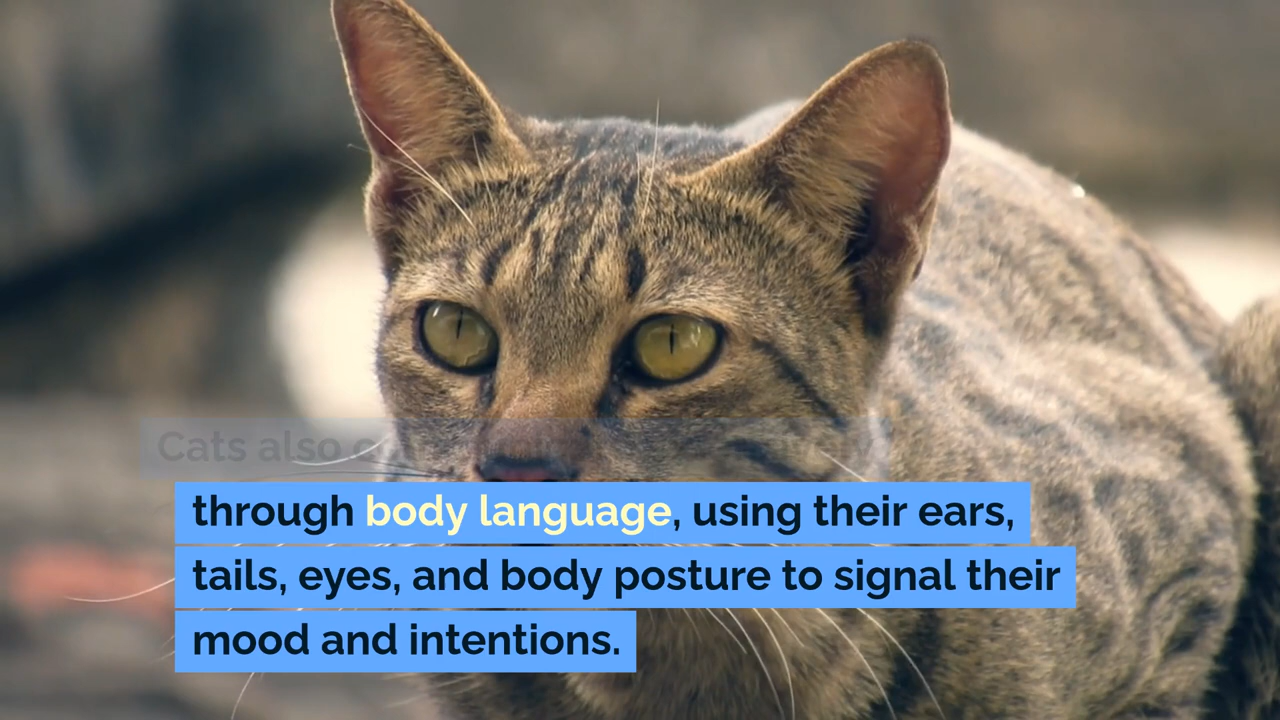 Cats also
through body language, using their ears,
tails, eyes, and body posture to signal their
mood and intentions.